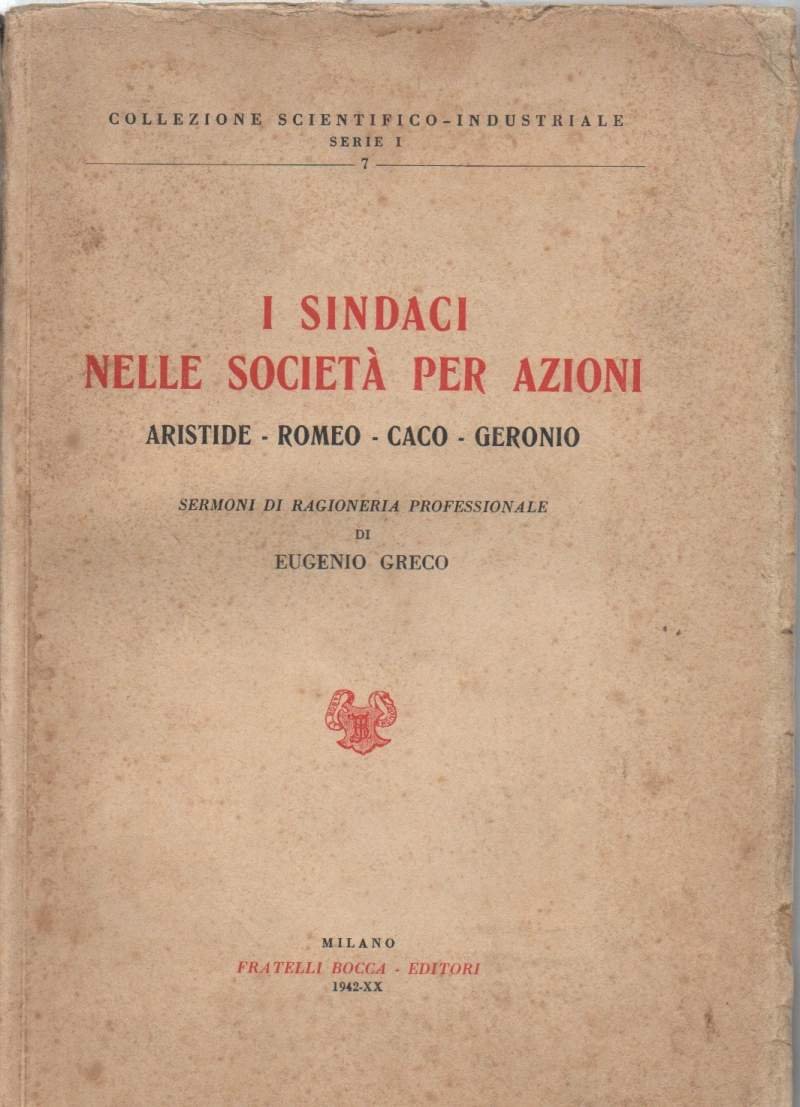 COLLEZIONE SCIENTIFICO-INDUSTRIALE
SERIE I
7
I SINDACI
NELLE SOCIETÀ PER AZIONI
ARISTIDE - ROMEO - CACO - GERONIO
SERMONI DI RAGIONERIA PROFESSIONALE
DI
EUGENIO GRECO
MILANO
FRATELLI BOCCA - EDITORI
1942-XX